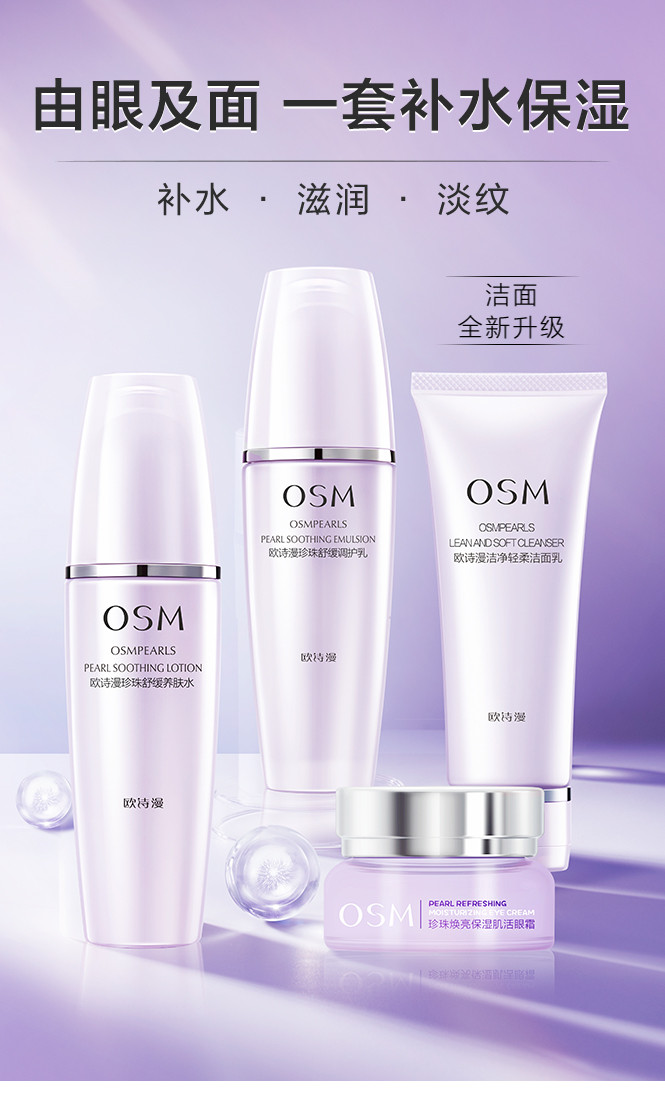 由眼及面 一套补水保湿
补水 · 滋润 · 淡纹
洁面
全新升级
OSM
OSMPEARLS
PEARL SOOTHING EMULSION
欧诗漫珍珠舒缓调护乳
欧诗漫
OSM
OSMPEARLS
LEAN AND SOFT CLEANSER
欧诗漫洁净轻柔洁面乳
欧诗漫
OSM
OSMPEARLS
PEARL SOOTHING LOTION
欧诗漫珍珠舒缓养肤水
欧诗漫
OSM
PEARL REFRESHING
MOISTURIZING EYE CREAM
珍珠焕亮保湿肌活眼霜